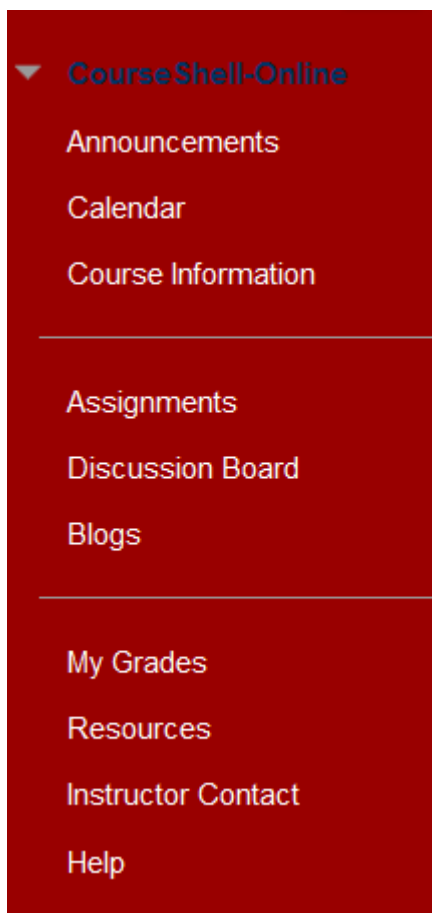 CourseShell-Online
Announcements
Calendar
Course Information
Assignments
Discussion Board
Blogs
My Grades
Resources
Instructor Contact
Help